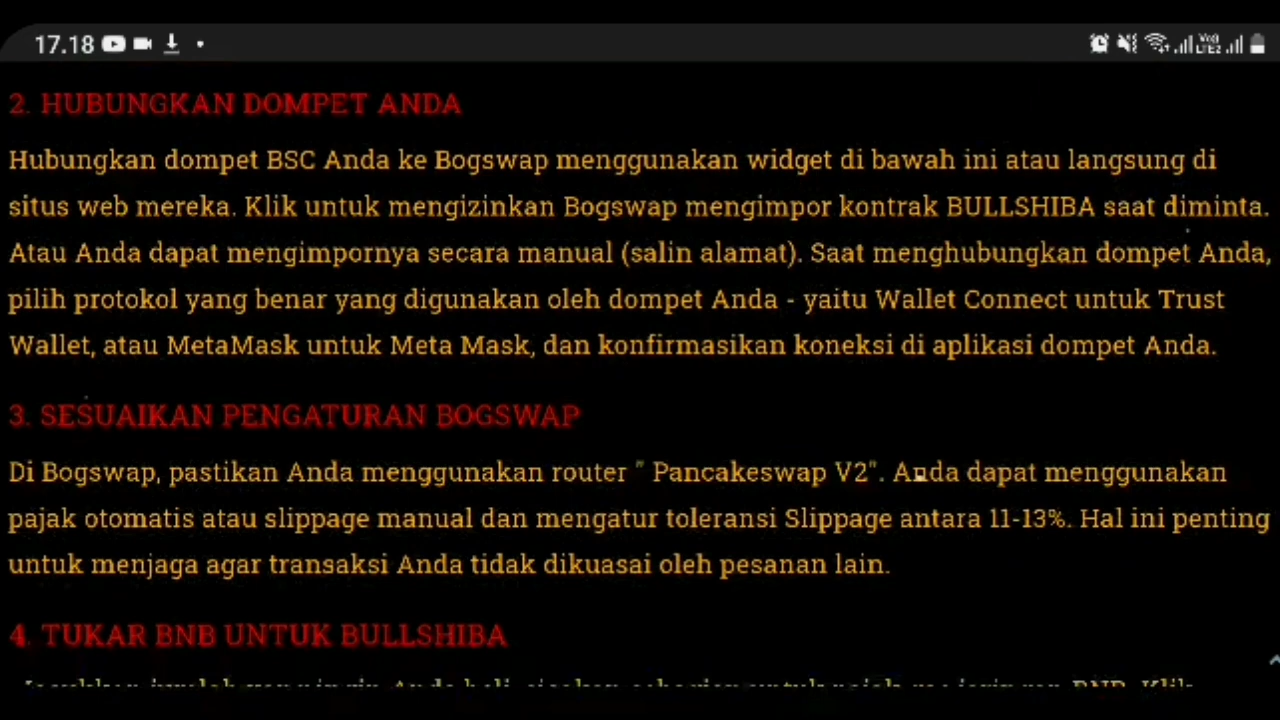 17.18
2. HUBUNGKAN DOMPET ANDA
Hubungkan dompet BSC Anda ke Bogswap menggunakan widget di bawah ini atau langsung di
situs web mereka. Klik untuk mengizinkan Bogswap mengimpor kontrak BULLSHIBA saat diminta.
Atau Anda dapat mengimpornya secara manual (salin alamat). Saat menghubungkan dompet Anda,
pilih protokol yang benar yang digunakan oleh dompet Anda - yaitu Wallet Connect untuk Trust
Wallet, atau MetaMask untuk Meta Mask, dan konfirmasikan koneksi di aplikasi dompet Anda.
3. SESUAIKAN PENGATURAN BOGSWAP
Di Bogswap, pastikan Anda menggunakan router " Pancakeswap V2". Anda dapat menggunakan
pajak otomatis atau slippage manual dan mengatur toleransi Slippage antara 11-13%. Hal ini penting
untuk menjaga agar transaksi Anda tidak dikuasai oleh pesanan lain.
4. TUKAR BNB UNTUK BULLSHIBA